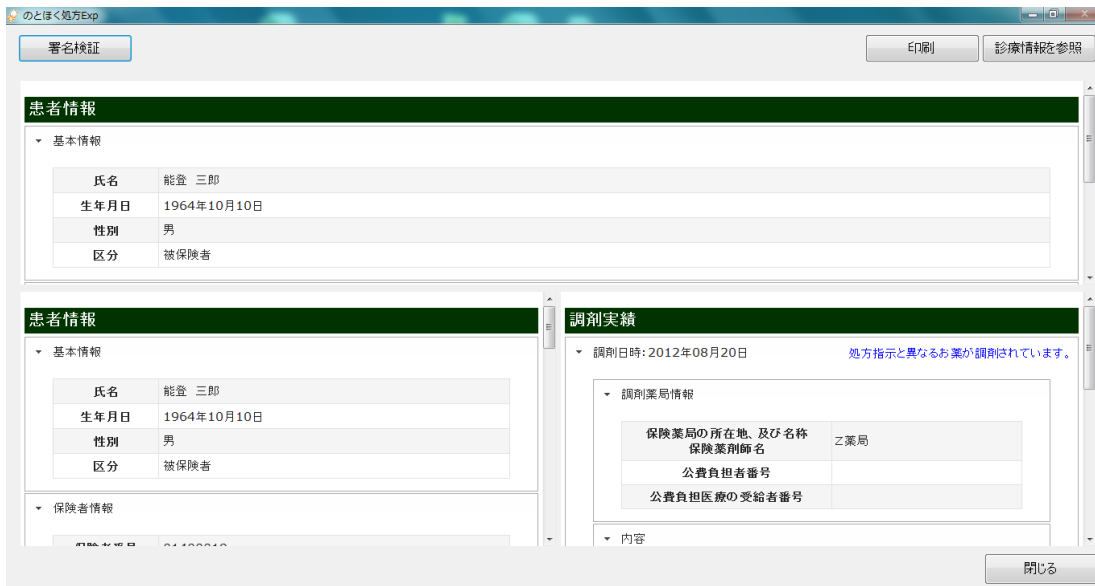 のとほく処方Exp
署名検証
印刷
診療情報を参照
患者情報
基本情報
氏名 能登 三郎
生年月日 1964年10月10日
性別 男
区分 被保険者
患者情報
基本情報
氏名 能登 三郎
生年月日 1964年10月10日
性別 男
区分 被保険者
保険者情報
調剤実績
調剤日時:2012年08月20日 処方指示と異なるお薬が調剤されています。
調剤薬局情報
保険薬局の所在地、及び名称
保険薬剤師名
Z薬局
公費負担者番号
公費負担医療の受給者番号
内容
閉じる